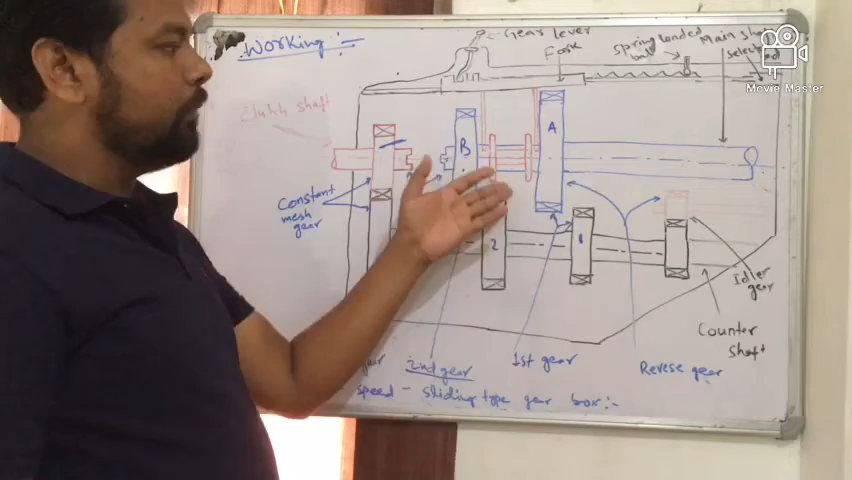 Working :-
Gear lever
Fork
spring loaded
ball
Main shaft
selector
Movie Master
Clutch shaft
B
A
Constant
mesh
gear
2
1
Idler
gear
Counter
shaft
gear
2nd gear
1st gear
Revese gear
speed - sliding type gear box:-